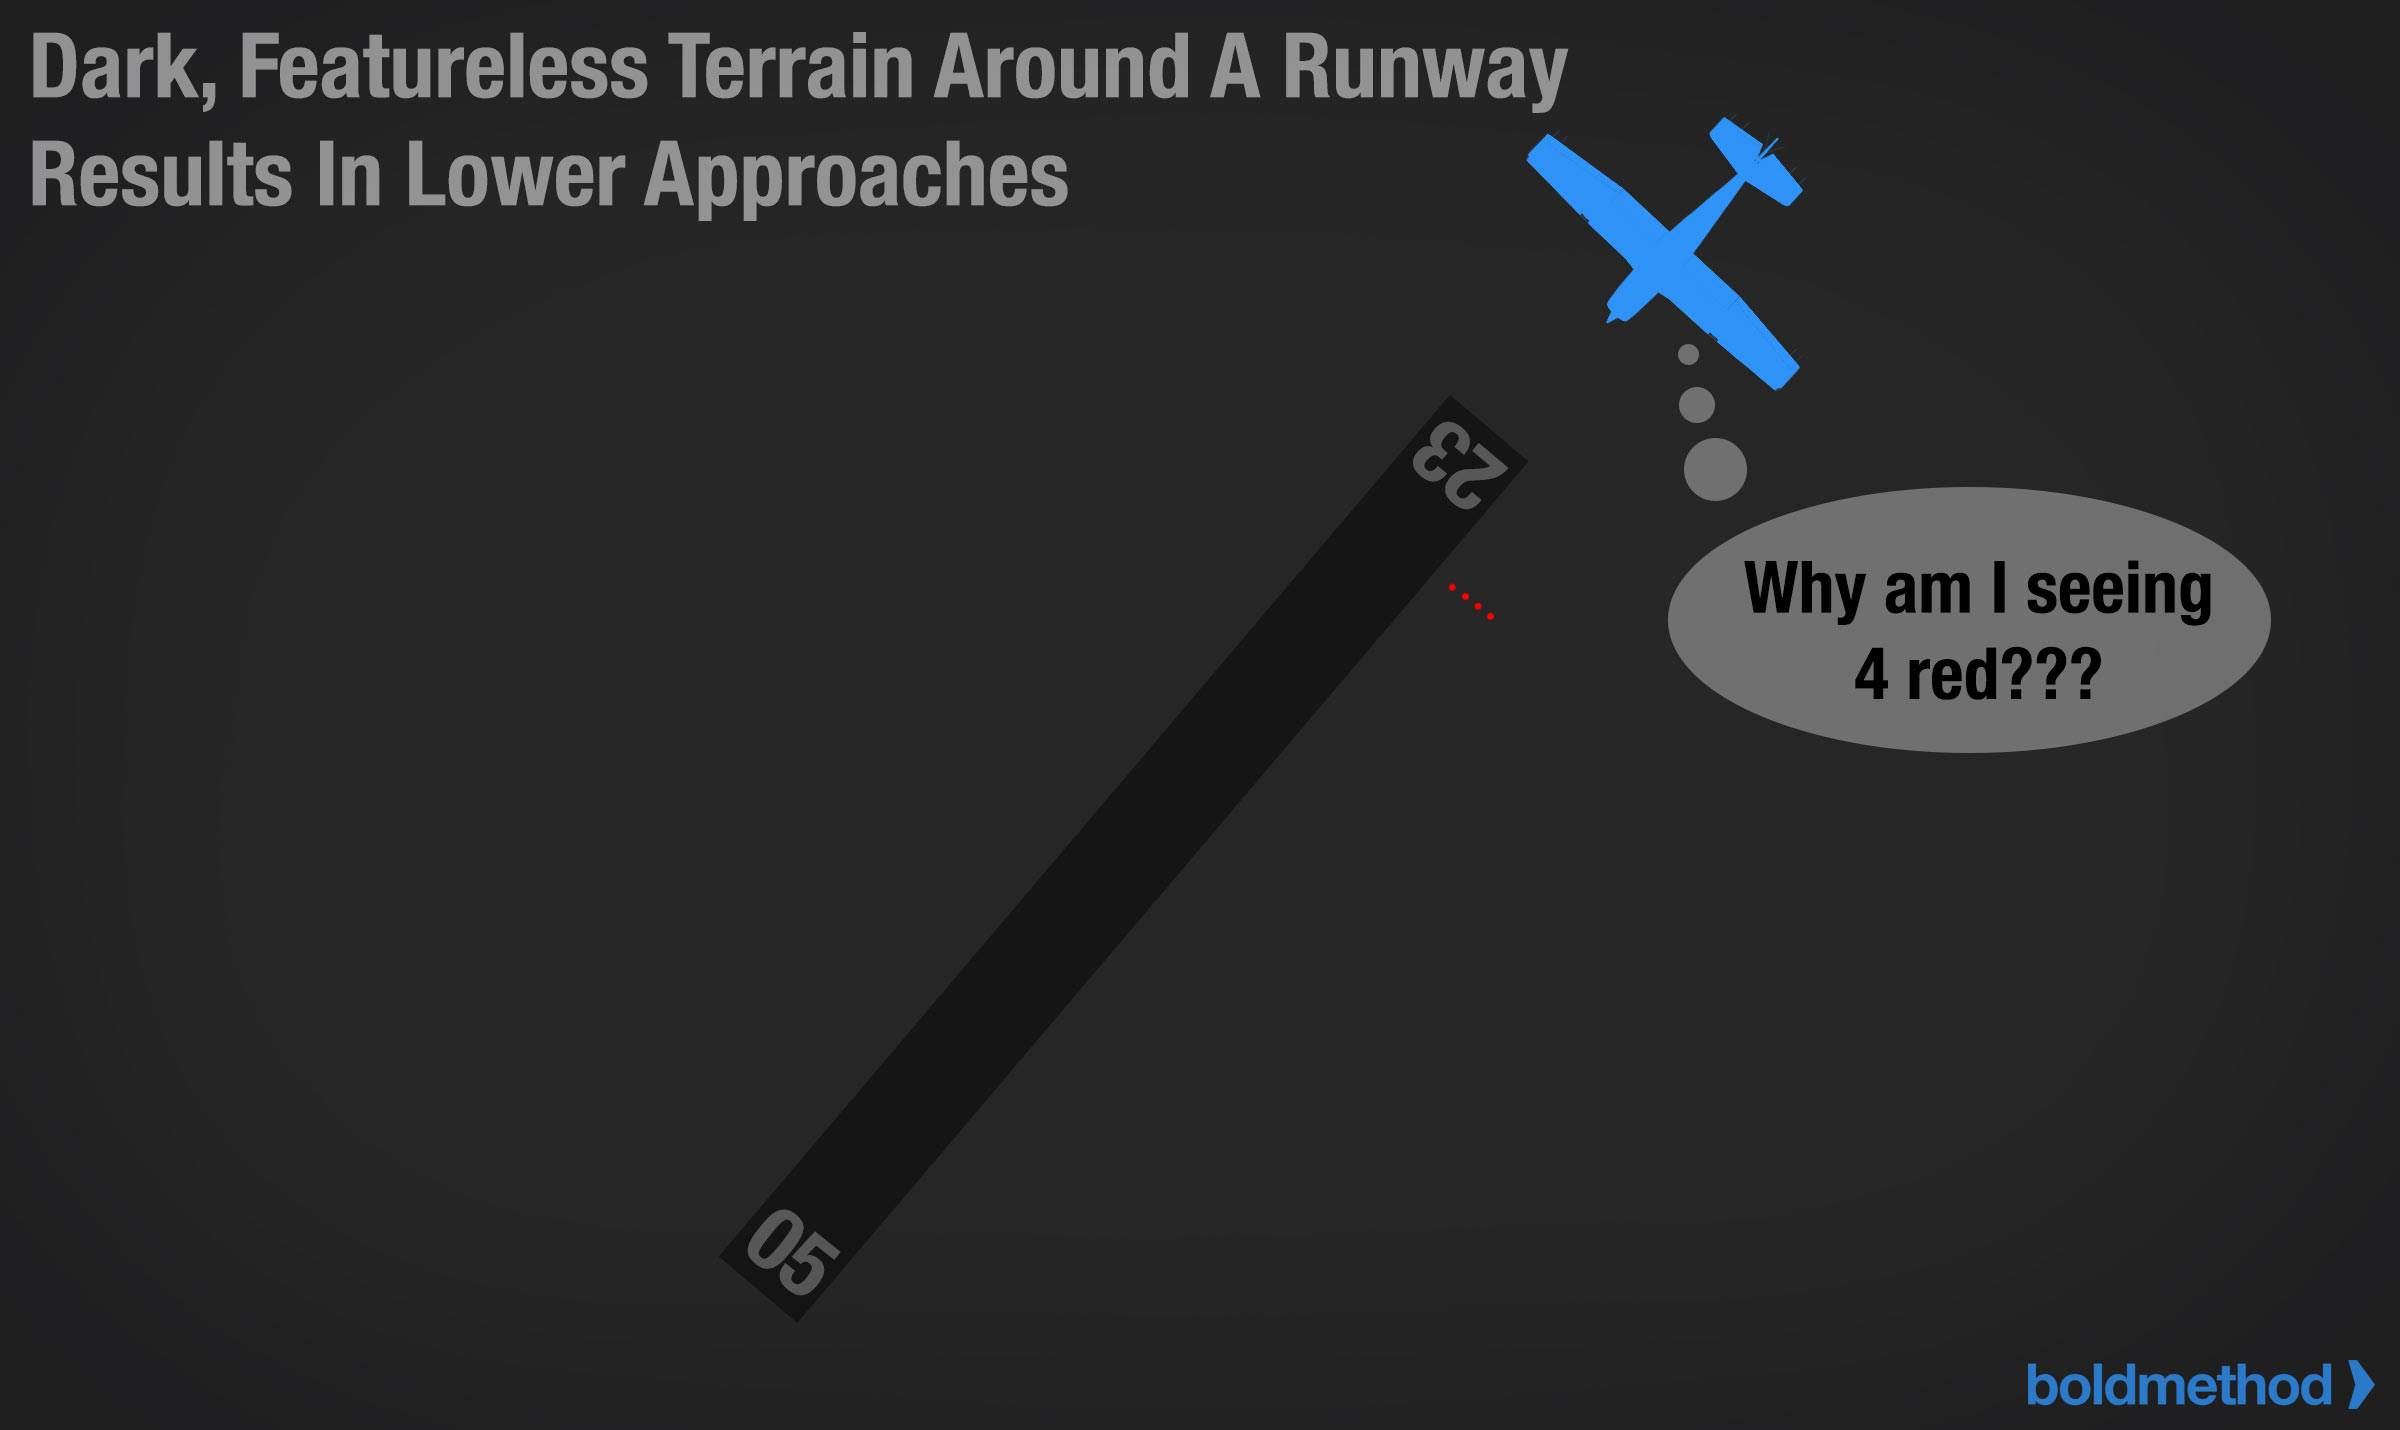 Dark, Featureless Terrain Around A Runway
Results In Lower Approaches
23
Why am I seeing
4 red???
05
boldmethod